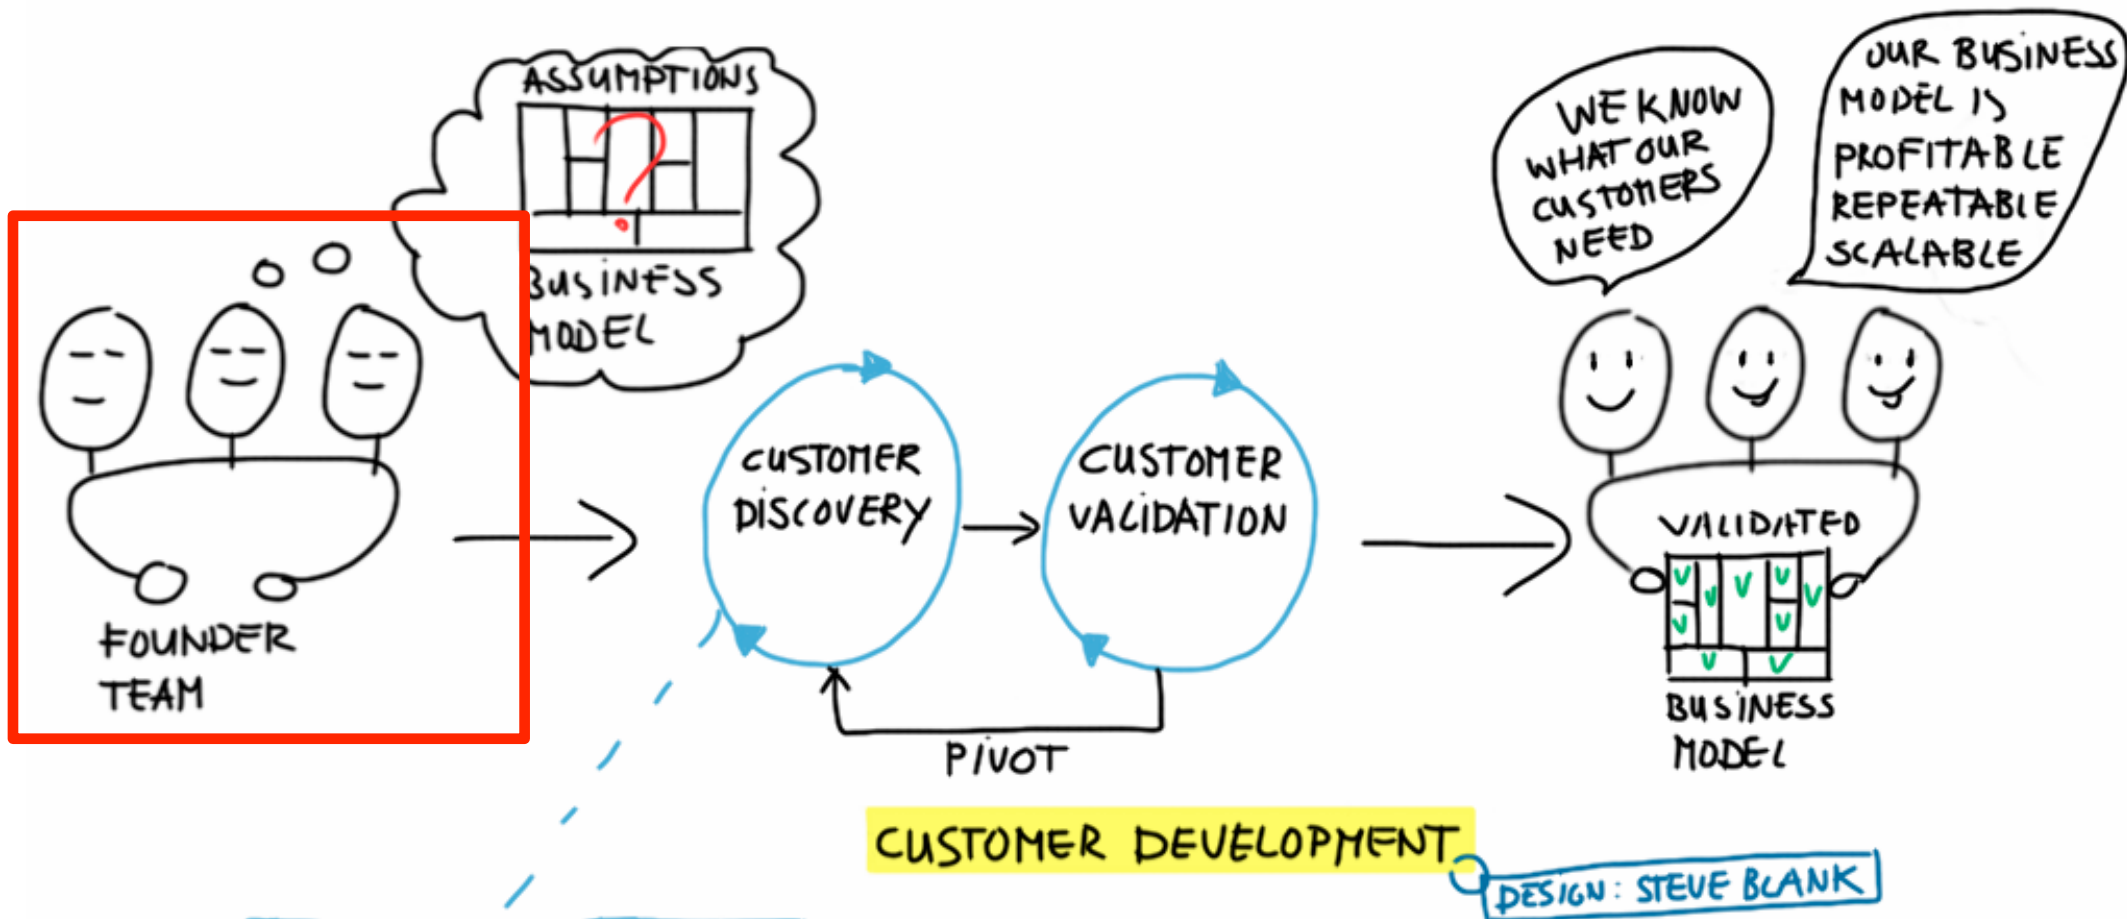 ASSUMPTIONS
?
BUSINESS
MODEL
FOUNDER
TEAM
CUSTOMER
DISCOVERY
CUSTOMER
VALIDATION
PIVOT
WE KNOW
WHAT OUR
CUSTOMERS
NEED
OUR BUSINESS
MODEL IS
PROFITABLE
REPEATABLE
SCALABLE
VALIDATED
BUSINESS
MODEL
CUSTOMER DEVELOPMENT
DESIGN: STEVE BLANK